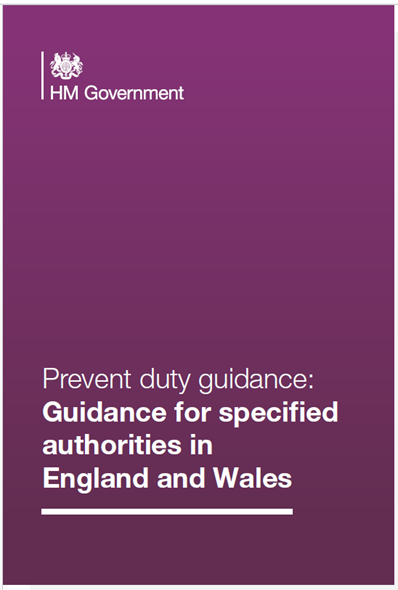 HM Government
Prevent duty guidance:
Guidance for specified
authorities in
England and Wales